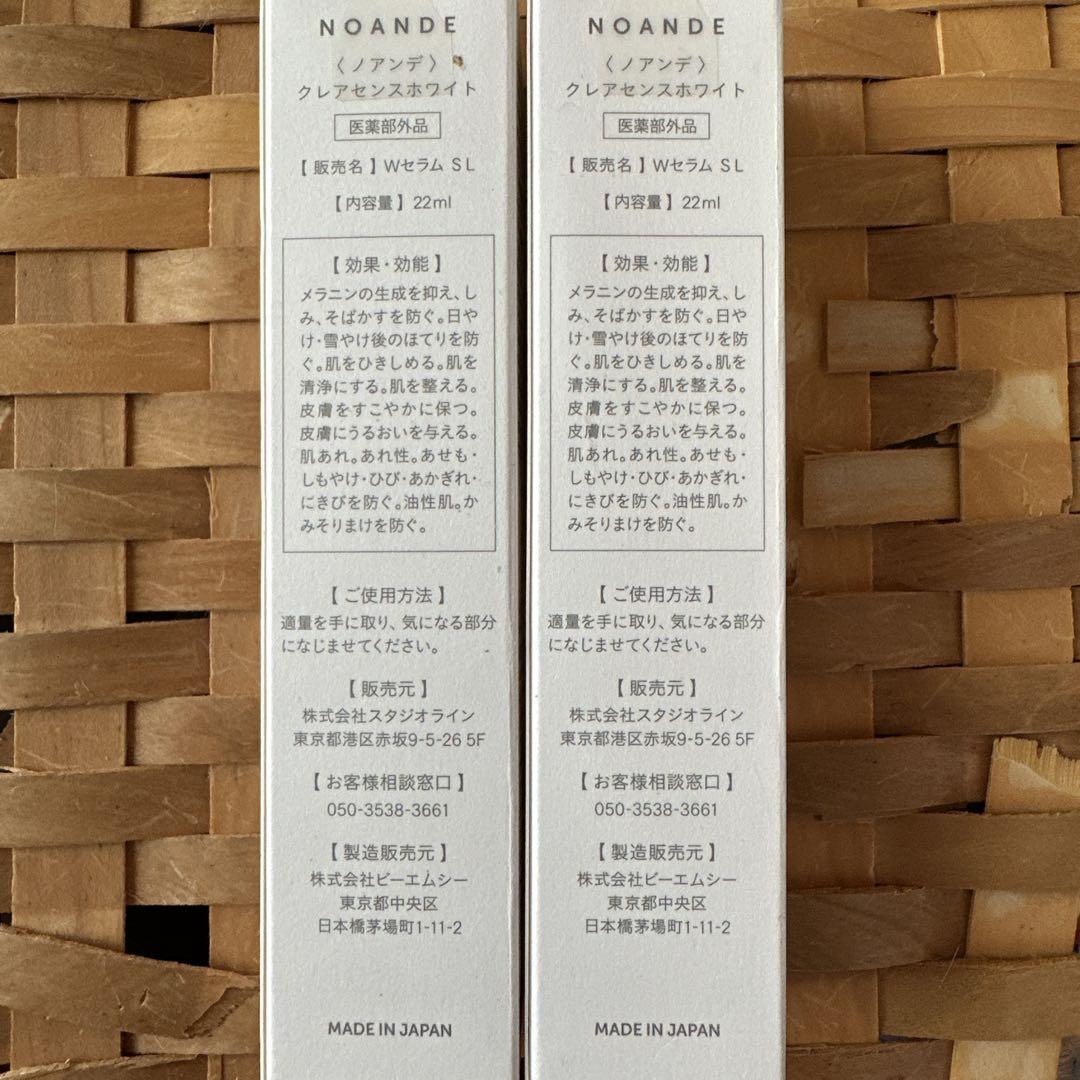 NOANDE
〈ノアンデ〉
クレアセンスホワイト
医薬部外品
【販売名】Wセラム SL
【内容量】22ml
【効果・効能】
メラニンの生成を抑え、し
み、そばかすを防ぐ。日や
け・雪やけ後のほてりを防
ぐ。肌をひきしめる。肌を
清浄にする。肌を整える。
皮膚をすこやかに保つ。
皮膚にうるおいを与える。
肌あれ。あれ性。あせも・
しもやけ・ひび・あかぎれ・
にきびを防ぐ。油性肌。か
みそりまけを防ぐ。
【ご使用方法】
適量を手に取り、気になる部分
になじませてください。
【販売元】
株式会社スタジオライン
東京都港区赤坂9-5-26 5F
【お客様相談窓口】
050-3538-3661
【製造販売元】
株式会社ビーエムシー
東京都中央区
日本橋茅場町1-11-2
MADE IN JAPAN
NOANDE
〈ノアンデ〉
クレアセンスホワイト
医薬部外品
【販売名】Wセラム SL
【内容量】22ml
【効果・効能】
メラニンの生成を抑え、し
み、そばかすを防ぐ。日や
け・雪やけ後のほてりを防
ぐ。肌をひきしめる。肌を
清浄にする。肌を整える。
皮膚をすこやかに保つ。
皮膚にうるおいを与える。
肌あれ。あれ性。あせも・
しもやけ・ひび・あかぎれ・
にきびを防ぐ。油性肌。か
みそりまけを防ぐ。
【ご使用方法】
適量を手に取り、気になる部分
になじませてください。
【販売元】
株式会社スタジオライン
東京都港区赤坂9-5-26 5F
【お客様相談窓口】
050-3538-3661
【製造販売元】
株式会社ビーエムシー
東京都中央区
日本橋茅場町1-11-2
MADE IN JAPAN